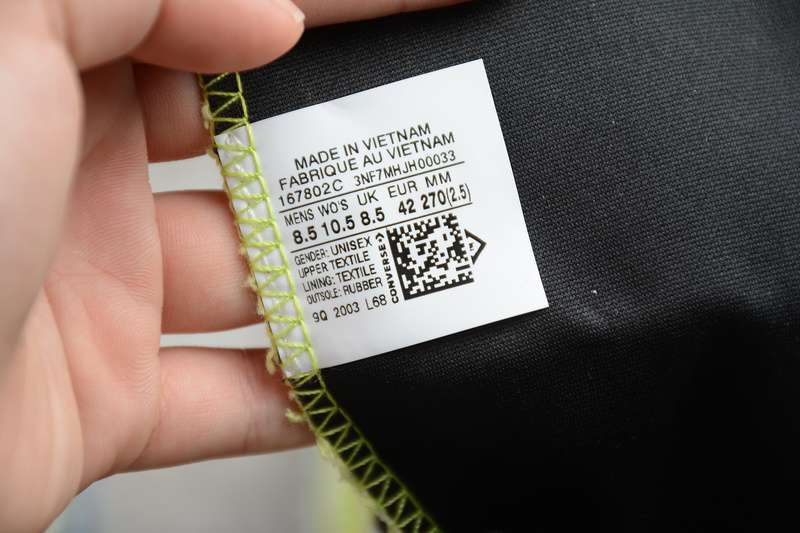 MADE IN VIETNAM
FABRIQUE AU VIETNAM
167802C 3NF7MHJH00033
MENS WO'S UK EUR MM
8.5 10.5 8.5 42 270(2.5)
GENDER: UNISEX
UPPER TEXTILE
LINING: TEXTILE
OUTSOLE: RUBBER
CONVERSE
9Q 2003 L68